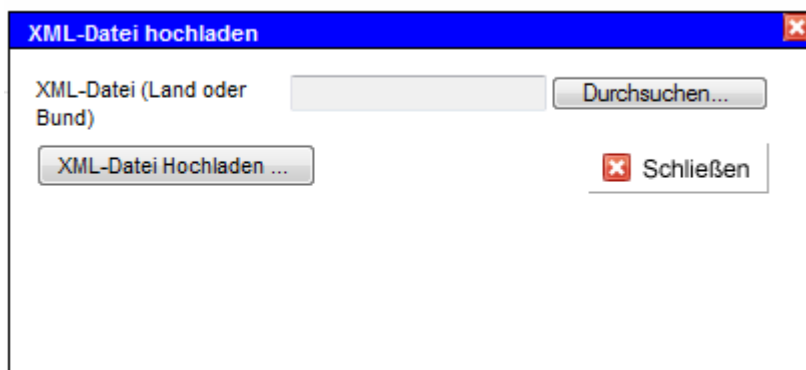 XML-Datei hochladen
XML-Datei (Land oder
Bund)
Durchsuchen...
XML-Datei Hochladen ...
Schließen